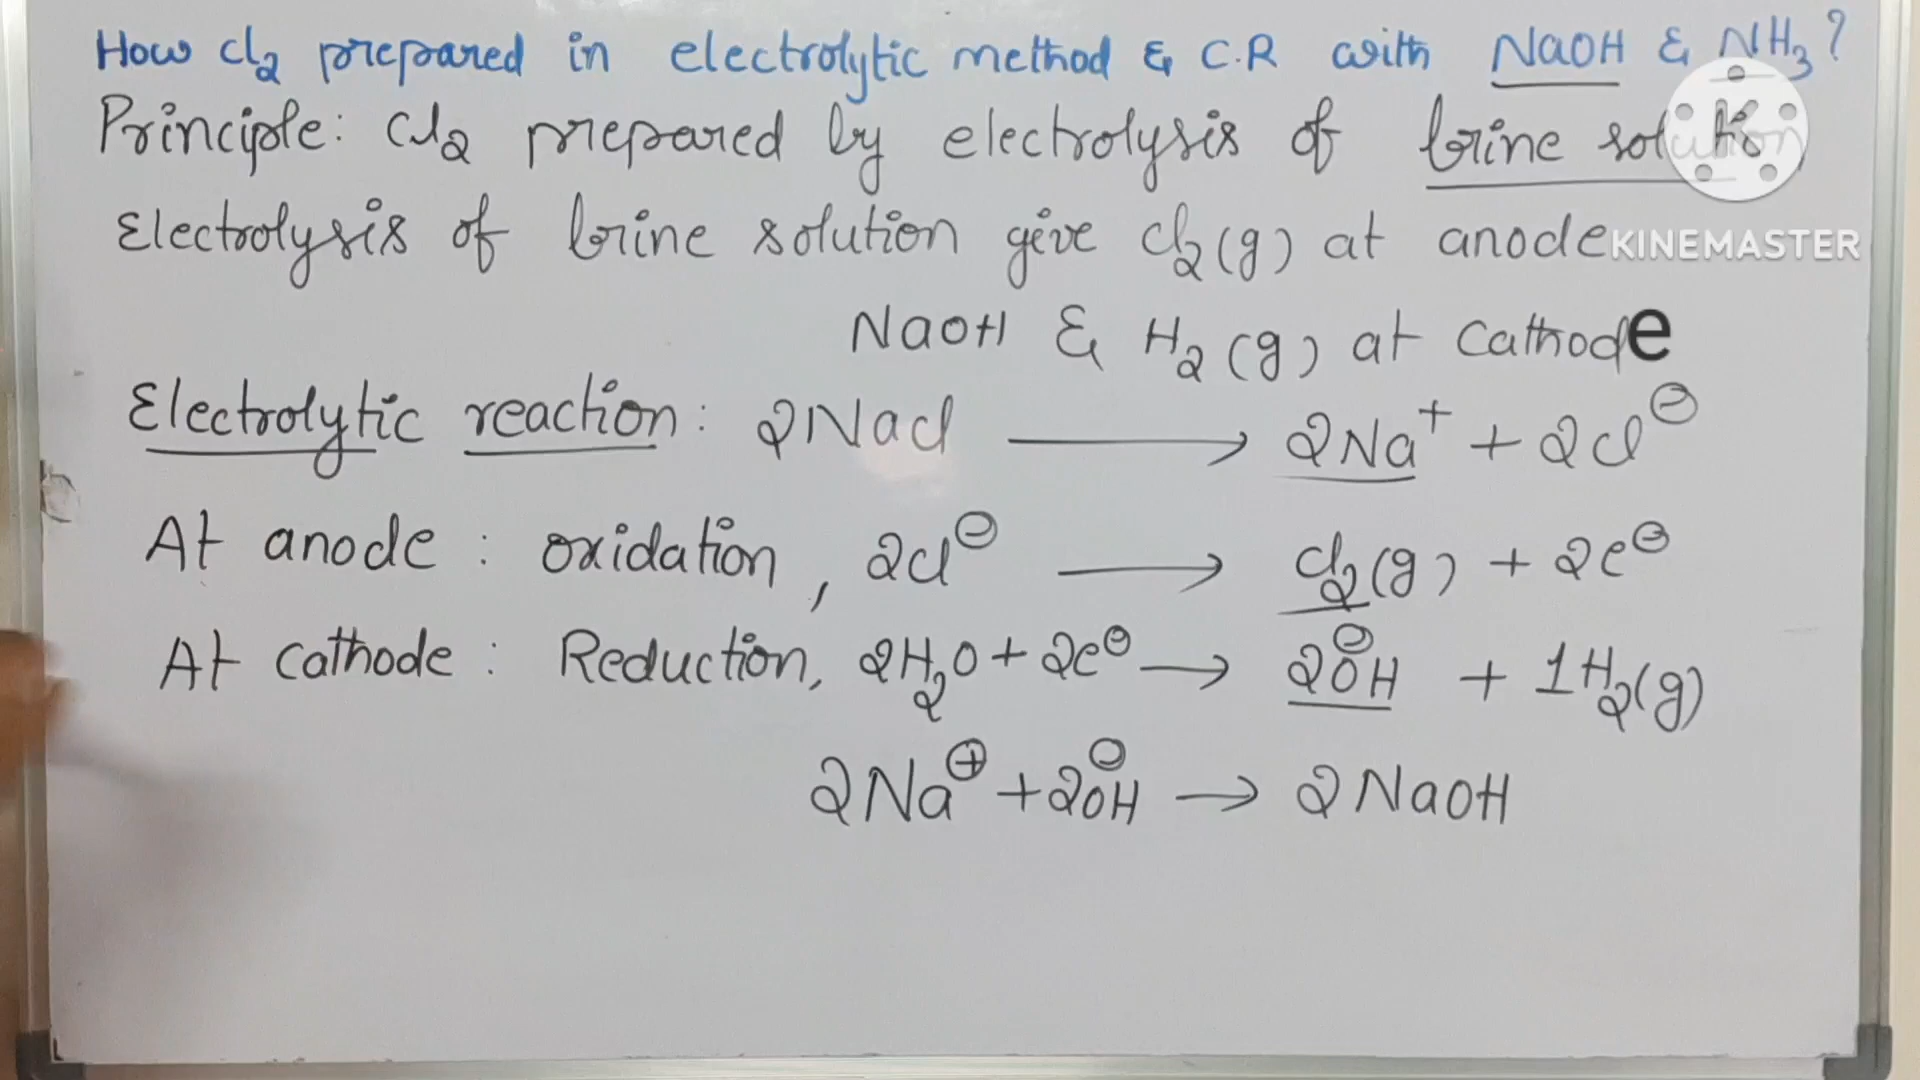 How Cl2 prepared in electrolytic method & C.R with NaOH & NH3?
Principle: Cl2 prepared by electrolysis of brine solution,
Electrolysis of brine solution give Cl2(g) at anode
KINEMASTER
NaOH & H2(g) at cathode
Electrolytic reaction: 2NaCl ⟶ 2Na⁺ + 2Cl⊖
At anode : oxidation, 2Cl⊖ ⟶ Cl2(g) + 2e⊖
At cathode : Reduction, 2H2O + 2e⊖ ⟶ 2OH⊖ + 1H2(g)
2Na⊕ + 2OH⊖ → 2NaOH